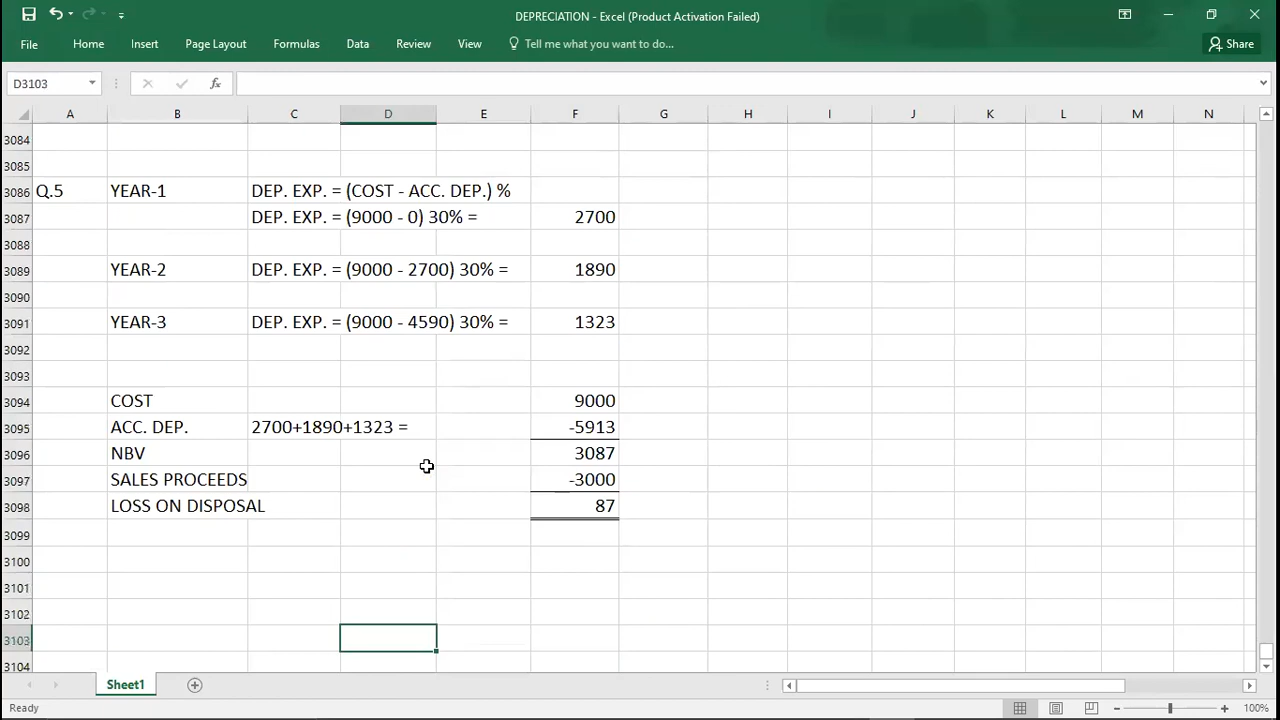 DEPRECIATION - Excel (Product Activation Failed)
File Home Insert Page Layout Formulas Data Review View Tell me what you want to do... Share
D3103 fx
A B C D E F G H I J K L M N
3084
3085
3086 Q.5 YEAR-1 DEP. EXP. = (COST - ACC. DEP.) %
3087 DEP. EXP. = (9000 - 0) 30% = 2700
3088
3089 YEAR-2 DEP. EXP. = (9000 - 2700) 30% = 1890
3090
3091 YEAR-3 DEP. EXP. = (9000 - 4590) 30% = 1323
3092
3093
3094 COST 9000
3095 ACC. DEP. 2700+1890+1323 = -5913
3096 NBV 3087
3097 SALES PROCEEDS -3000
3098 LOSS ON DISPOSAL 87
3099
3100
3101
3102
3103
3104
Sheet1
Ready 100%